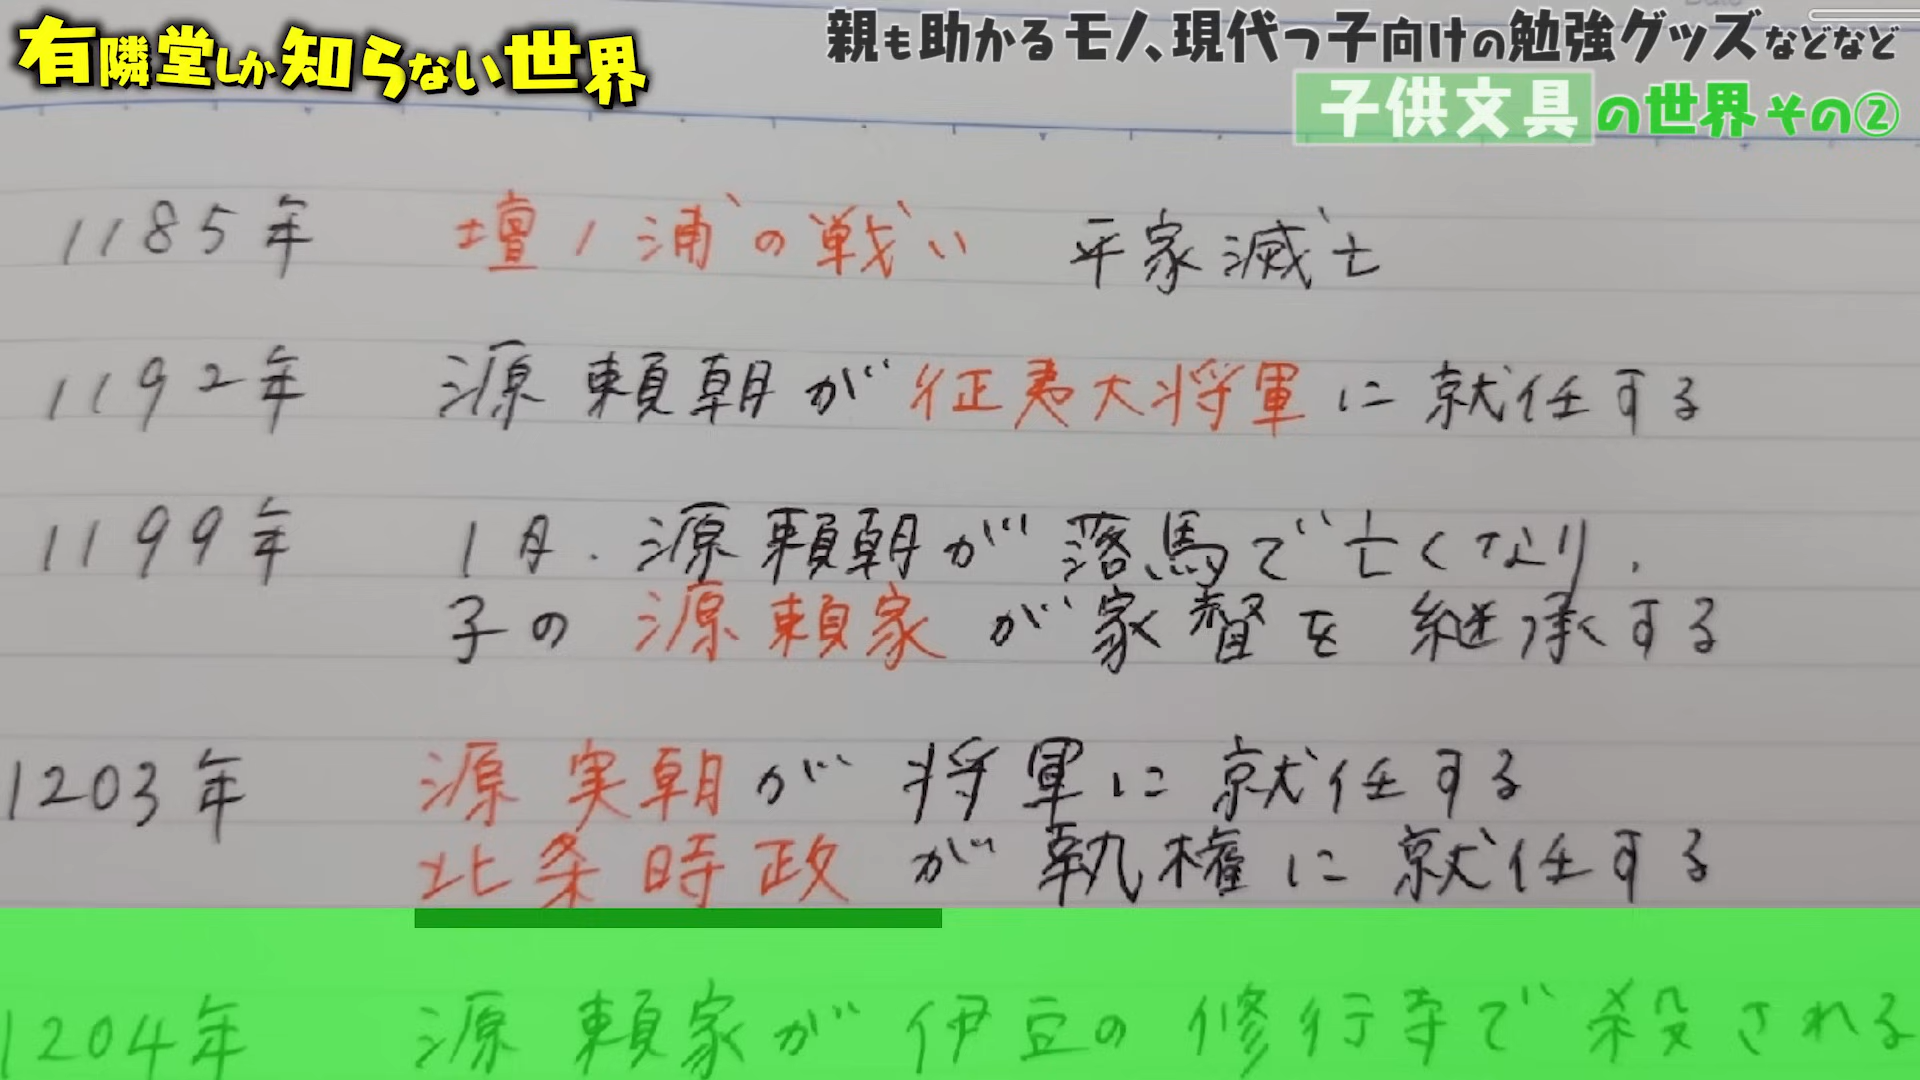 有隣堂しか知らない世界
親も助かるモノ、現代っ子向けの勉強グッズなどなど
子供文具の世界 その②
1185年 壇ノ浦の戦い 平家滅亡
1192年 源頼朝が征夷大将軍に就任する
1199年 1月.源頼朝が落馬で亡くなり.
子の源頼家が家督を継承する
1203年 源実朝が将軍に就任する
北条時政が執権に就任する
1204年 源頼家が伊豆の修行寺で殺される